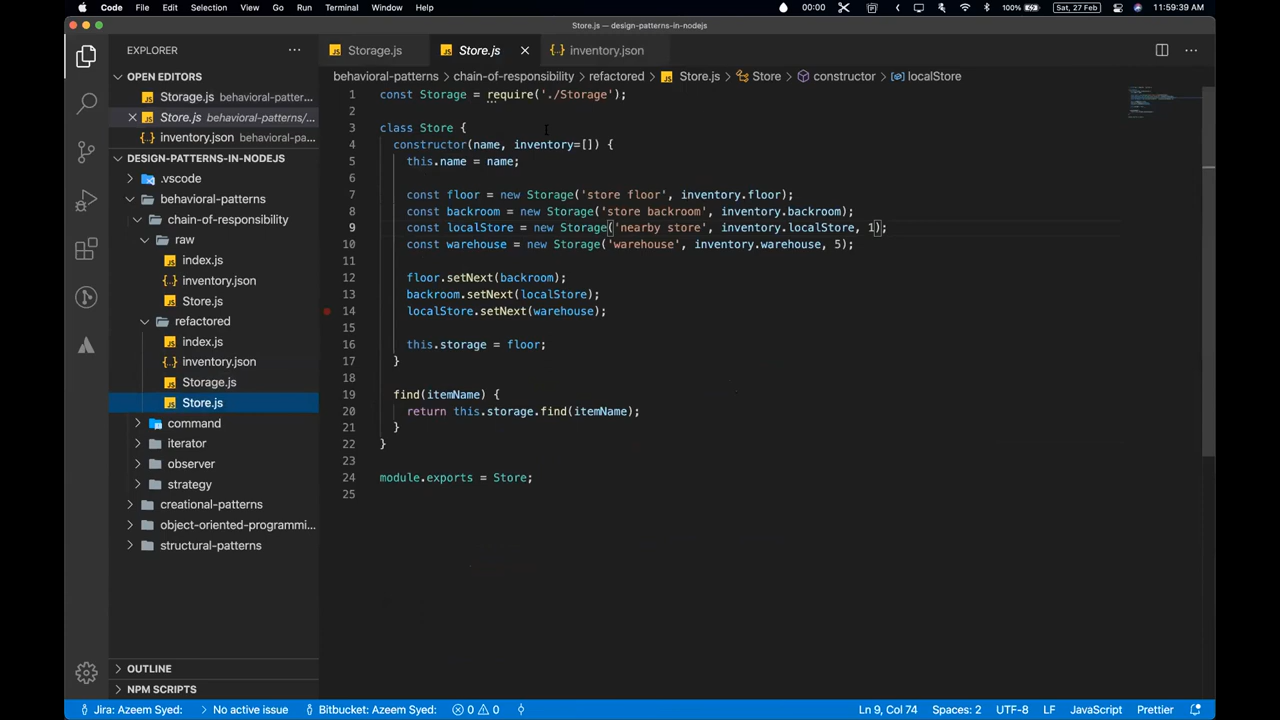 Code File Edit Selection View Go Run Terminal Window Help 00:00 100% Sat, 27 Feb 11:59:39 AM
Store.js — design-patterns-in-nodejs
EXPLORER
Storage.js
Store.js
inventory.json
OPEN EDITORS
Storage.js behavioral-patter...
Store.js behavioral-patterns/...
inventory.json behavioral-pa...
DESIGN-PATTERNS-IN-NODEJS
.vscode
behavioral-patterns
chain-of-responsibility
raw
index.js
inventory.json
Store.js
refactored
index.js
inventory.json
Storage.js
Store.js
command
iterator
observer
strategy
creational-patterns
object-oriented-programmi...
structural-patterns
OUTLINE
NPM SCRIPTS
behavioral-patterns > chain-of-responsibility > refactored > Store.js > Store > constructor > localStore
1 const Storage = require('./Storage');
2
3 class Store {
4 constructor(name, inventory=[]) {
5 this.name = name;
6
7 const floor = new Storage('store floor', inventory.floor);
8 const backroom = new Storage('store backroom', inventory.backroom);
9 const localStore = new Storage('nearby store', inventory.localStore, 1);
10 const warehouse = new Storage('warehouse', inventory.warehouse, 5);
11
12 floor.setNext(backroom);
13 backroom.setNext(localStore);
14 localStore.setNext(warehouse);
15
16 this.storage = floor;
17 }
18
19 find(itemName) {
20 return this.storage.find(itemName);
21 }
22 }
23
24 module.exports = Store;
25
Jira: Azeem Syed: No active issue Bitbucket: Azeem Syed: 0 0 Ln 9, Col 74 Spaces: 2 UTF-8 LF JavaScript Prettier